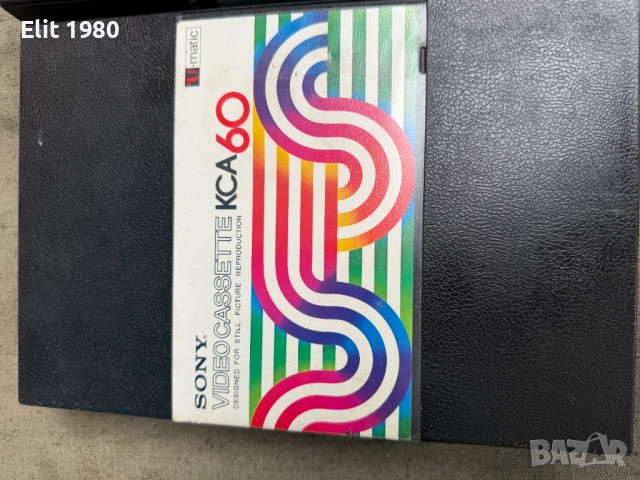 Elit 1980
SONY
VIDEOCASSETTE KCA60
DESIGNED FOR STILL PICTURE REPRODUCTION
U-matic
BAZAR